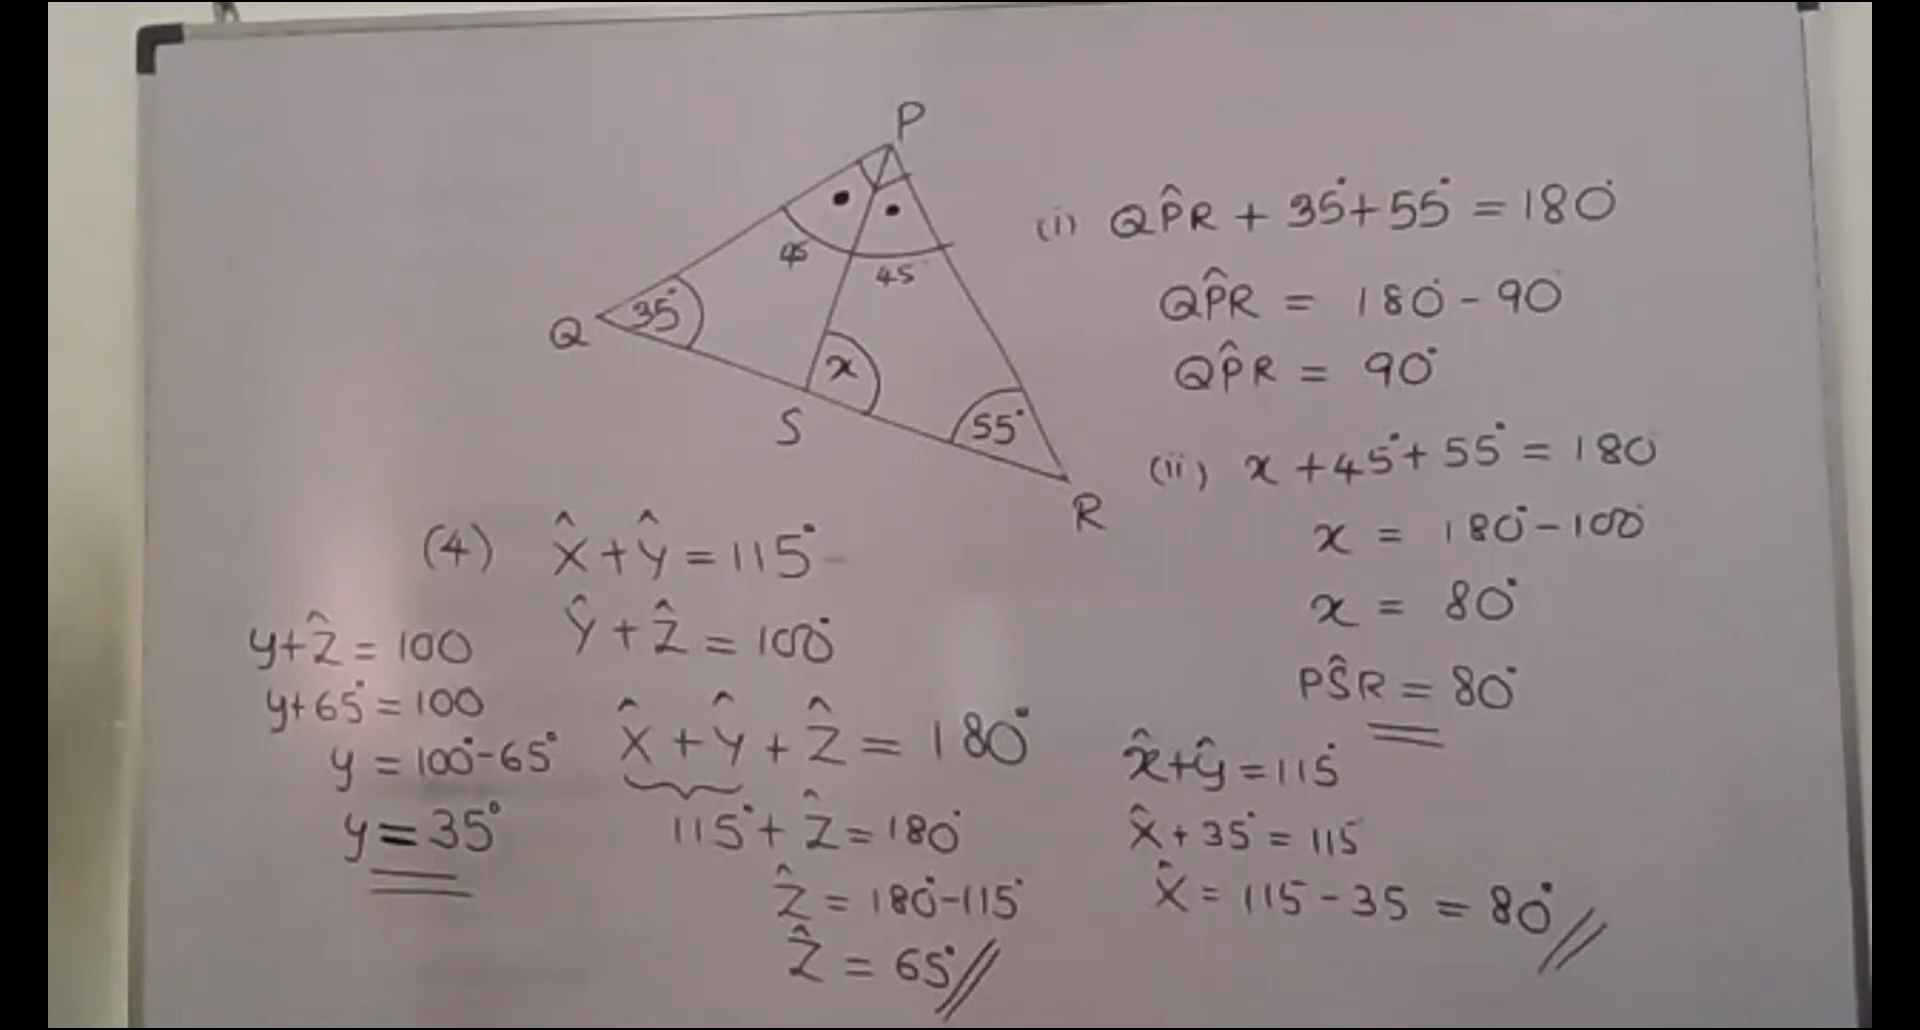 P
Q
35°
45
45
x
S
55°
R
(i) QP̂R + 35° + 55° = 180°
QP̂R = 180° - 90
QP̂R = 90°
(ii) x + 45° + 55° = 180
x = 180° - 100°
x = 80°
PŜR = 80°
(4) X̂ + Ŷ = 115°
Ŷ + Ẑ = 100°
X̂ + Ŷ + Ẑ = 180°
115° + Ẑ = 180°
Ẑ = 180° - 115°
Ẑ = 65°
y + Ẑ = 100
y + 65° = 100
y = 100° - 65°
y = 35°
x̂ + ŷ = 115°
X̂ + 35° = 115
X̂ = 115 - 35 = 80°